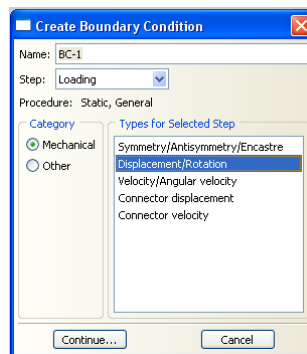 Create Boundary Condition
Name: BC-1
Step: Loading
Procedure: Static, General
Category
Mechanical
Other
Types for Selected Step
Symmetry/Antisymmetry/Encastre
Displacement/Rotation
Velocity/Angular velocity
Connector displacement
Connector velocity
Continue... Cancel